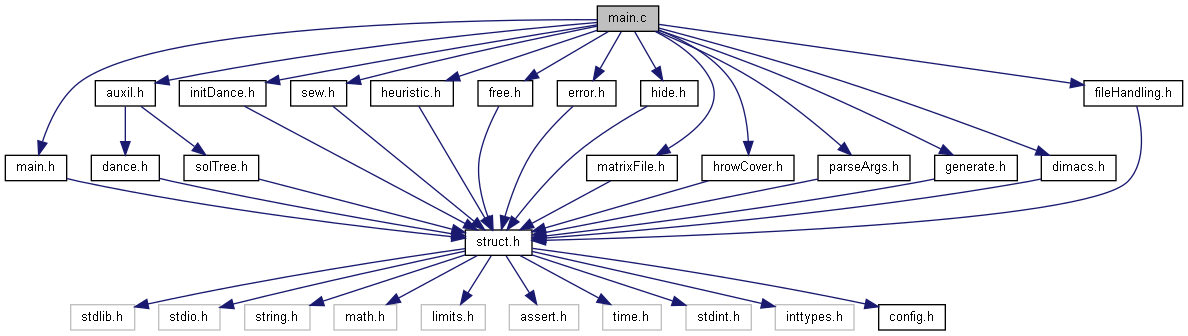 main.c
auxil.h
initDance.h
sew.h
heuristic.h
free.h
error.h
hide.h
fileHandling.h
main.h
dance.h
solTree.h
matrixFile.h
hrowCover.h
parseArgs.h
generate.h
dimacs.h
struct.h
stdlib.h
stdio.h
string.h
math.h
limits.h
assert.h
time.h
stdint.h
inttypes.h
config.h